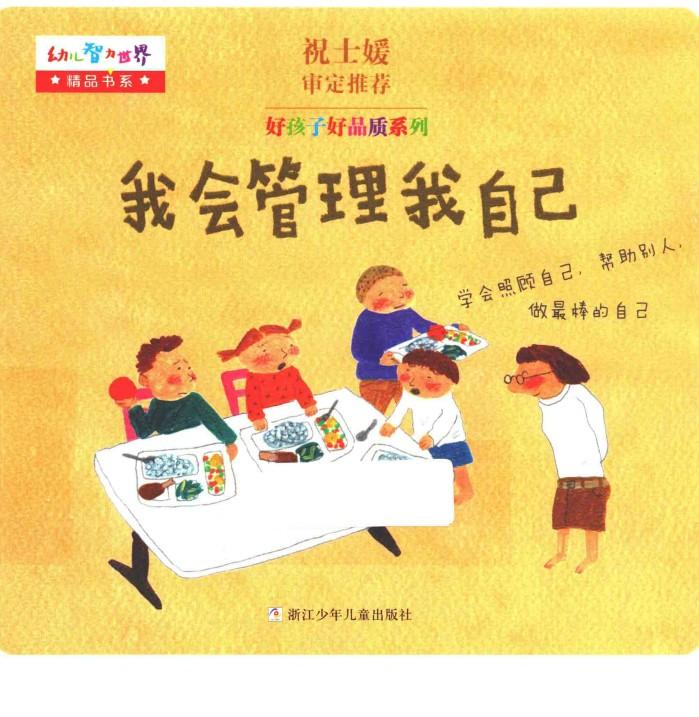 幼儿智力世界
★精品书系★
祝士媛
审定推荐
好孩子好品质系列
我会管理我自己
学会照顾自己，帮助别人，
做最棒的自己
浙江少年儿童出版社